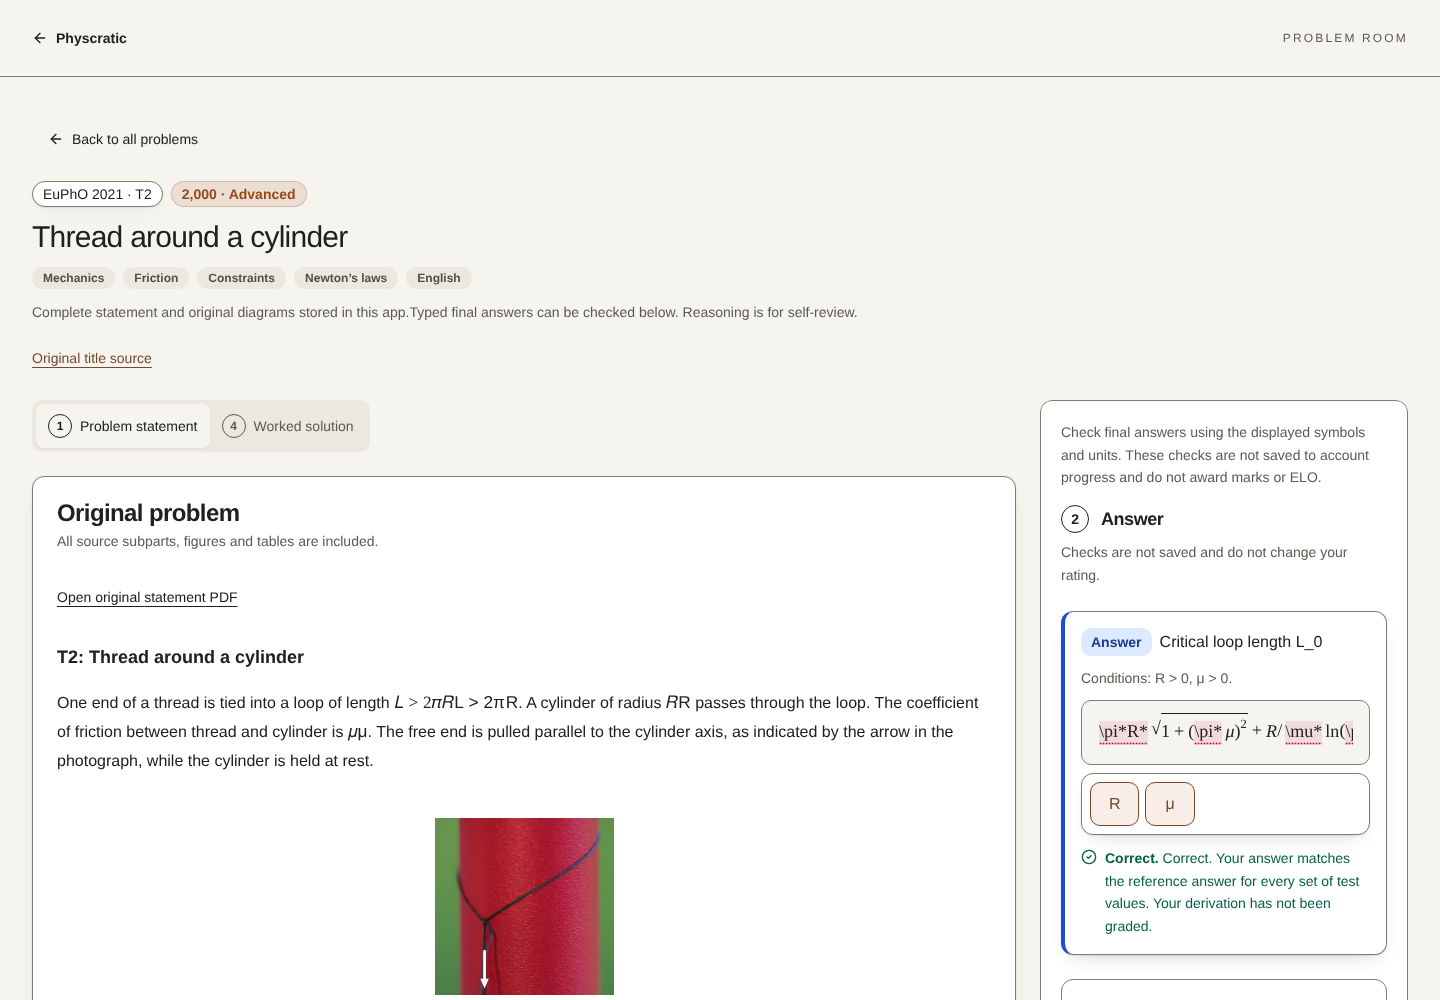 Physcratic
PROBLEM ROOM
Back to all problems
EuPhO 2021 · T2
2,000 · Advanced
Thread around a cylinder
Mechanics
Friction
Constraints
Newton’s laws
English
Complete statement and original diagrams stored in this app.Typed final answers can be checked below. Reasoning is for self-review.
Original title source
1 Problem statement
4 Worked solution
Original problem
All source subparts, figures and tables are included.
Open original statement PDF
T2: Thread around a cylinder
One end of a thread is tied into a loop of length L > 2πRL > 2πR. A cylinder of radius RR passes through the loop. The coefficient
of friction between thread and cylinder is μμ. The free end is pulled parallel to the cylinder axis, as indicated by the arrow in the
photograph, while the cylinder is held at rest.
Check final answers using the displayed symbols
and units. These checks are not saved to account
progress and do not award marks or ELO.
2 Answer
Checks are not saved and do not change your
rating.
Answer Critical loop length L_0
Conditions: R > 0, μ > 0.
\pi*R* √1 + (\pi* μ)² + R/ \mu* ln(\
R
μ
Correct. Correct. Your answer matches
the reference answer for every set of test
values. Your derivation has not been
graded.